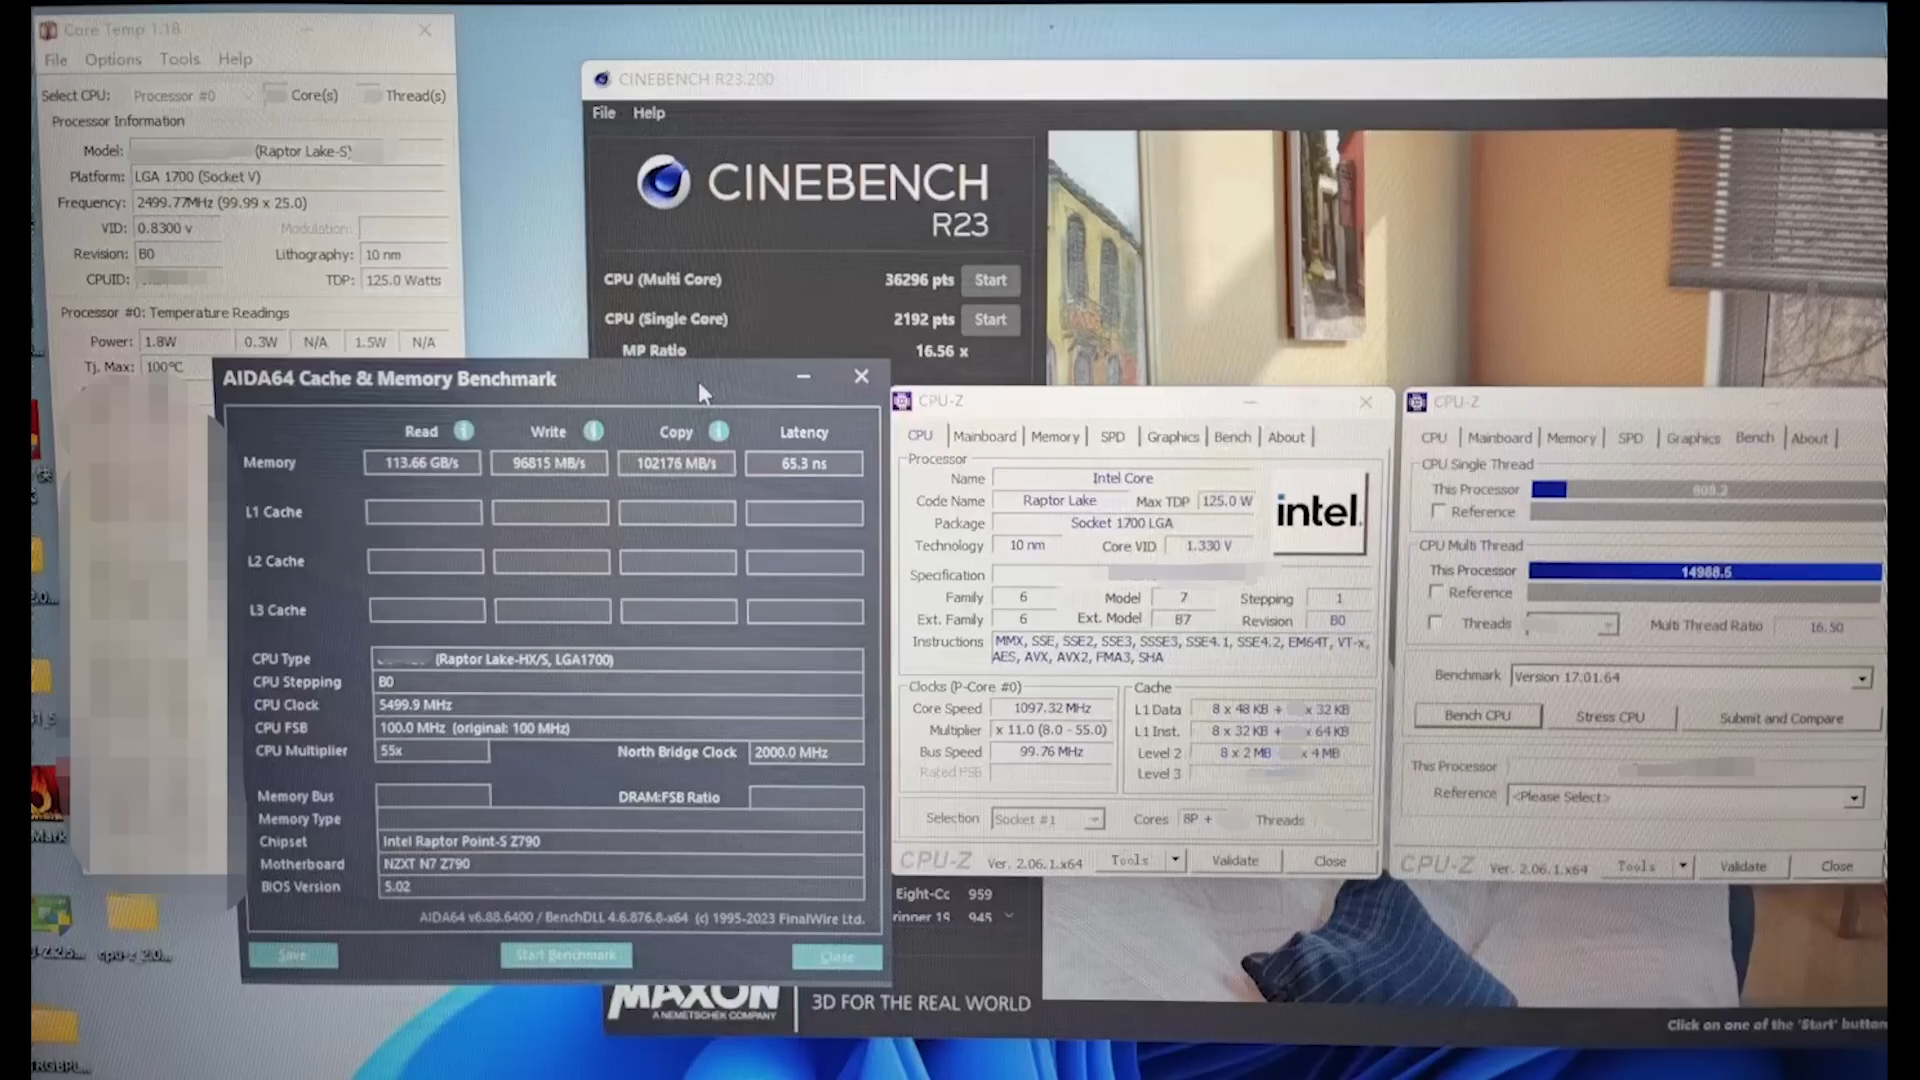 Core Temp 1.18
File Options Tools Help
Select CPU: Processor #0 Core(s) Thread(s)
Processor Information
Model: (Raptor Lake-S)
Platform: LGA 1700 (Socket V)
Frequency: 2499.77MHz (99.99 x 25.0)
VID: 0.8300 v Modulation:
Revision: B0 Lithography: 10 nm
CPUID: TDP: 125.0 Watts
Processor #0: Temperature Readings
Power: 1.8W 0.3W N/A 1.5W N/A
Tj. Max: 100°C
CINEBENCH R23.200
File Help
CINEBENCH
R23
CPU (Multi Core) 36296 pts Start
CPU (Single Core) 2192 pts Start
MP Ratio 16.56 x
AIDA64 Cache & Memory Benchmark
Read Write Copy Latency
Memory 113.66 GB/s 96815 MB/s 102176 MB/s 65.3 ns
L1 Cache
L2 Cache
L3 Cache
CPU Type (Raptor Lake-HX/S, LGA1700)
CPU Stepping B0
CPU Clock 5499.9 MHz
CPU FSB 100.0 MHz (original: 100 MHz)
CPU Multiplier 55x North Bridge Clock 2000.0 MHz
Memory Bus DRAM:FSB Ratio
Memory Type
Chipset Intel Raptor Point-S Z790
Motherboard NZXT N7 Z790
BIOS Version 5.02
AIDA64 v6.88.6400 / BenchDLL 4.6.876.8-x64 (c) 1995-2023 FinalWire Ltd.
Save Start Benchmark Close
CPU-Z
CPU Mainboard Memory SPD Graphics Bench About
Processor
Name Intel Core
Code Name Raptor Lake Max TDP 125.0 W
Package Socket 1700 LGA
intel.
Technology 10 nm Core VID 1.330 V
Specification
Family 6 Model 7 Stepping 1
Ext. Family 6 Ext. Model B7 Revision B0
Instructions MMX, SSE, SSE2, SSE3, SSSE3, SSE4.1, SSE4.2, EM64T, VT-x,
AES, AVX, AVX2, FMA3, SHA
Clocks (P-Core #0)
Core Speed 1097.32 MHz
Multiplier x 11.0 (8.0 - 55.0)
Bus Speed 99.76 MHz
Rated FSB
Cache
L1 Data 8 x 48 KB + x 32 KB
L1 Inst. 8 x 32 KB + x 64 KB
Level 2 8 x 2 MB x 4 MB
Level 3
Selection Socket #1 Cores 8P + Threads
CPU-Z Ver. 2.06.1.x64 Tools Validate Close
CPU-Z
CPU Mainboard Memory SPD Graphics Bench About
CPU Single Thread
This Processor
Reference
CPU Multi Thread
This Processor 14988.5
Reference
Threads Multi Thread Ratio 16.50
Benchmark Version 17.01.64
Bench CPU Stress CPU Submit and Compare
This Processor
Reference <Please Select>
CPU-Z Ver. 2.06.1.x64 Tools Validate Close
Eight-Cc 959
945
MAXON
A NEMETSCHEK COMPANY
3D FOR THE REAL WORLD
Click on one of the 'Start' button